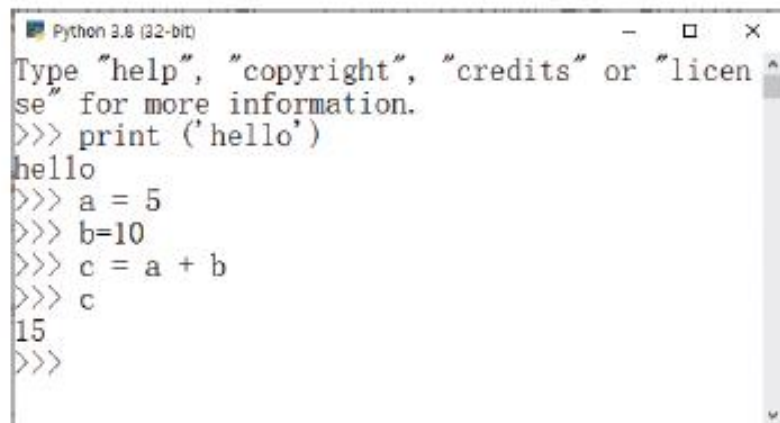 Python 3.8 (32-bit)
Type "help", "copyright", "credits" or "licen
se" for more information.
>>> print ('hello')
hello
>>> a = 5
>>> b=10
>>> c = a + b
>>> c
15
>>>